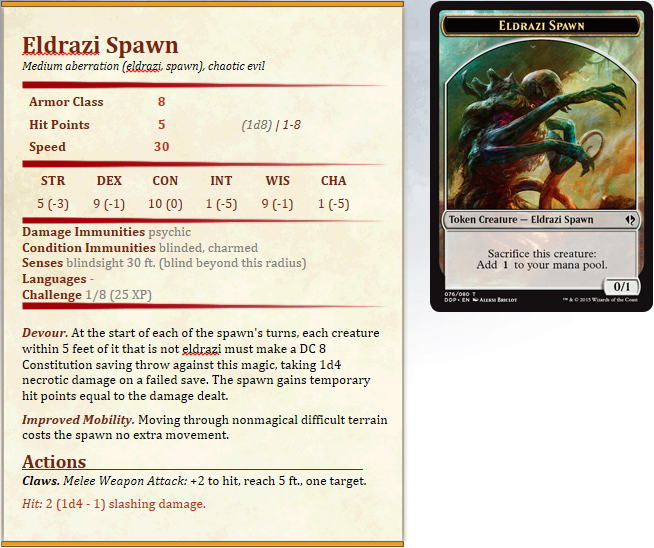 Eldrazi Spawn
Medium aberration (eldrazi, spawn), chaotic evil
Armor Class 8
Hit Points 5 (1d8) | 1-8
Speed 30
STR DEX CON INT WIS CHA
5 (-3) 9 (-1) 10 (0) 1 (-5) 9 (-1) 1 (-5)
Damage Immunities psychic
Condition Immunities blinded, charmed
Senses blindsight 30 ft. (blind beyond this radius)
Languages -
Challenge 1/8 (25 XP)
Devour. At the start of each of the spawn's turns, each creature
within 5 feet of it that is not eldrazi must make a DC 8
Constitution saving throw against this magic, taking 1d4
necrotic damage on a failed save. The spawn gains temporary
hit points equal to the damage dealt.
Improved Mobility. Moving through nonmagical difficult terrain
costs the spawn no extra movement.
Actions
Claws. Melee Weapon Attack: +2 to hit, reach 5 ft., one target.
Hit: 2 (1d4 - 1) slashing damage.
Eldrazi Spawn
Token Creature — Eldrazi Spawn
Sacrifice this creature:
Add 1 to your mana pool.
0/1
076/080 T
DDP • EN Aleksi Briclot
™ & © 2015 Wizards of the Coast